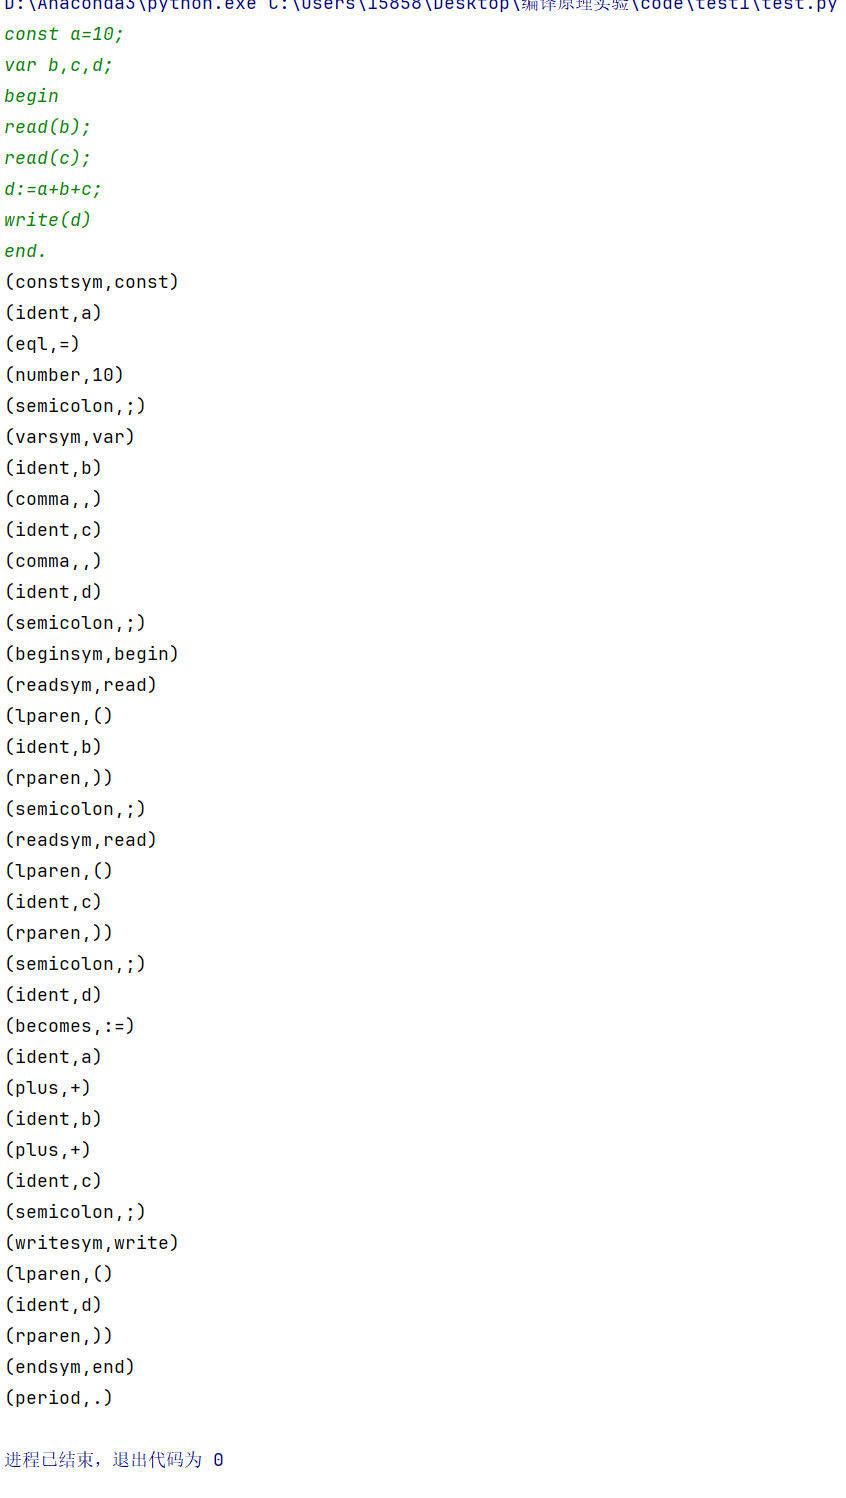 D:\Anaconda3\python.exe C:\Users\15858\Desktop\编译原理实验\code\test1\test.py
const a=10;
var b,c,d;
begin
read(b);
read(c);
d:=a+b+c;
write(d)
end.
(constsym,const)
(ident,a)
(eql,=)
(number,10)
(semicolon,;)
(varsym,var)
(ident,b)
(comma,,)
(ident,c)
(comma,,)
(ident,d)
(semicolon,;)
(beginsym,begin)
(readsym,read)
(lparen,()
(ident,b)
(rparen,))
(semicolon,;)
(readsym,read)
(lparen,()
(ident,c)
(rparen,))
(semicolon,;)
(ident,d)
(becomes,:=)
(ident,a)
(plus,+)
(ident,b)
(plus,+)
(ident,c)
(semicolon,;)
(writesym,write)
(lparen,()
(ident,d)
(rparen,))
(endsym,end)
(period,.)
进程已结束，退出代码为 0